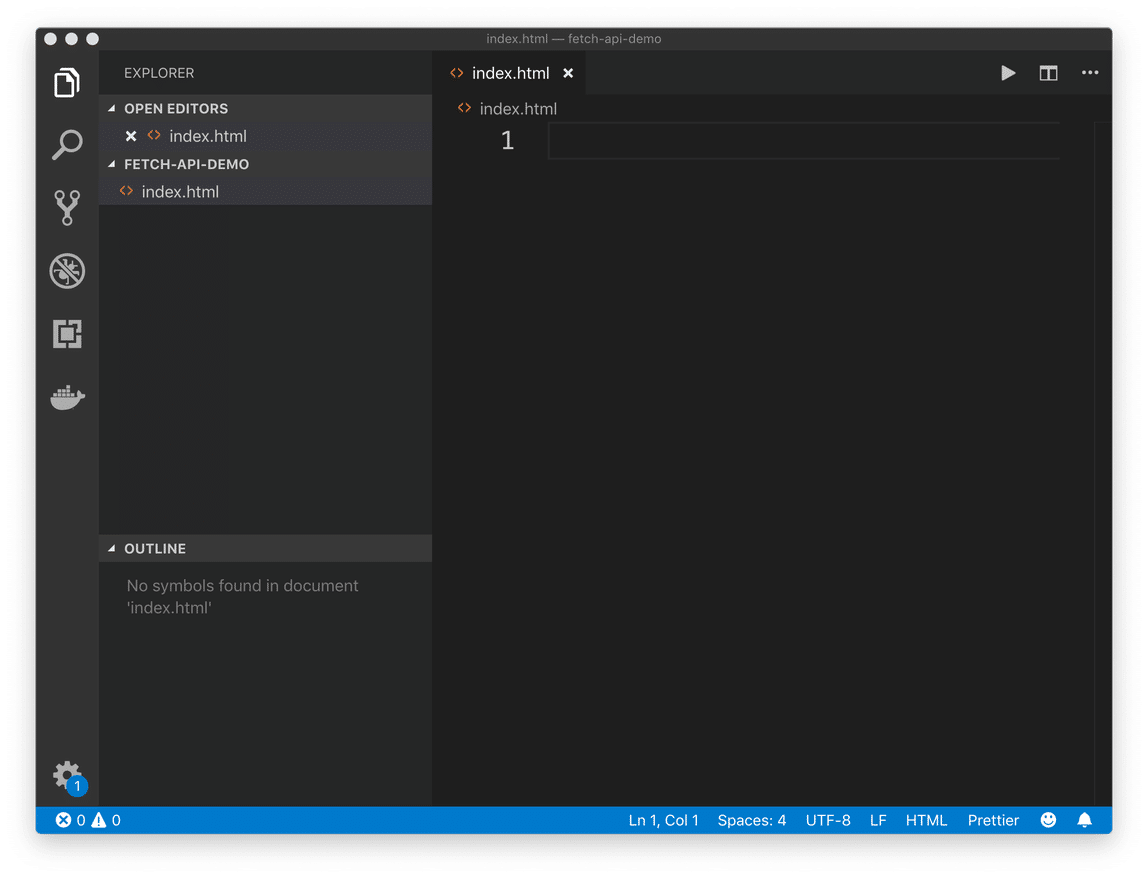 index.html — fetch-api-demo
EXPLORER
OPEN EDITORS
index.html
FETCH-API-DEMO
index.html
OUTLINE
No symbols found in document
'index.html'
index.html
index.html
1
1
0 0
Ln 1, Col 1 Spaces: 4 UTF-8 LF HTML Prettier